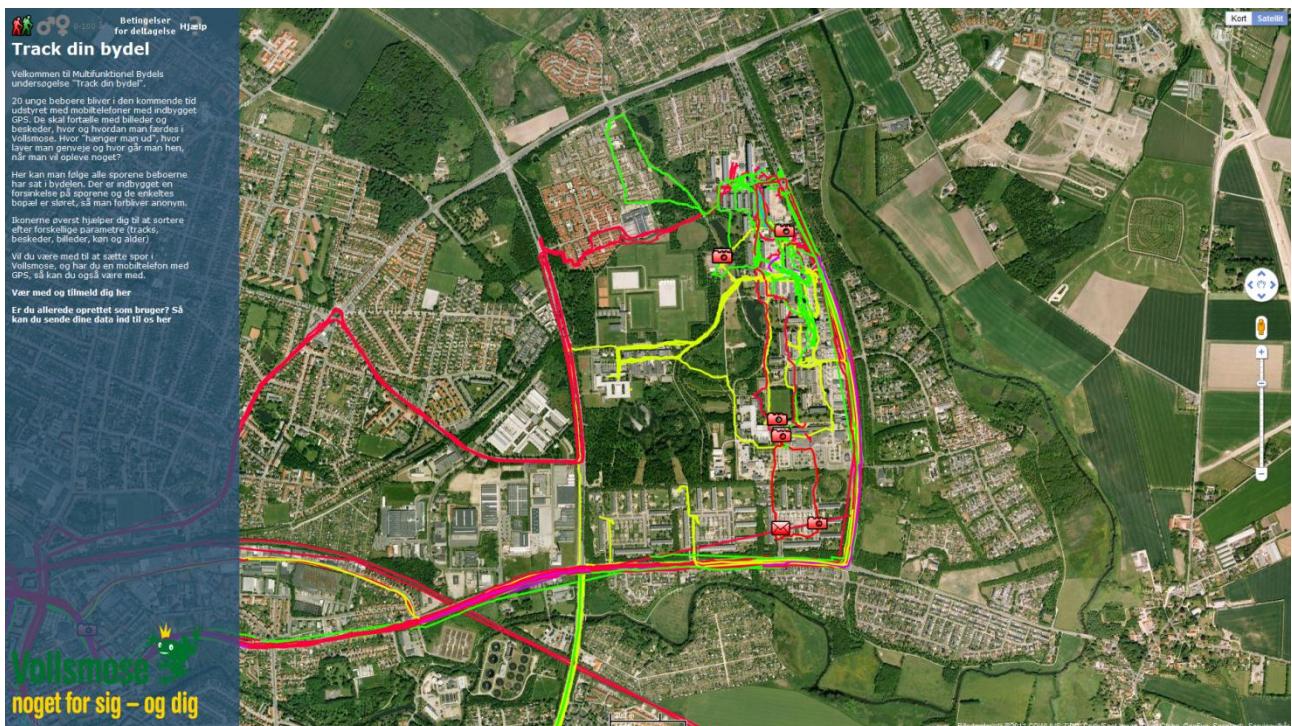 0-100 år
Betingelser
for deltagelse
Hjælp
?
Track din bydel
Velkommen til Multifunktionel Bydels
undersøgelse "Track din bydel".
20 unge beboere bliver i den kommende tid
udstyret med mobiltelefoner med indbygget
GPS. De skal fortælle med billeder og
beskeder, hvor og hvordan man færdes i
Vollsmose. Hvor "hænger man ud", hvor
laver man genveje og hvor går man hen,
når man vil opleve noget?
Her kan man følge alle sporene beboerne
har sat i bydelen. Der er indbygget en
forsinkelse på sporene og de enkeltes
bopæl er sløret, så man forbliver anonym.
Ikonerne øverst hjælper dig til at sortere
efter forskellige parametre (tracks,
beskeder, billeder, køn og alder)
Vil du være med til at sætte spor i
Vollsmose, og har du en mobiltelefon med
GPS, så kan du også være med.
Vær med og tilmeld dig her
Er du allerede oprettet som bruger? Så
kan du sende dine data ind til os her
Kort
Satellit
Vollsmose
noget for sig – og dig